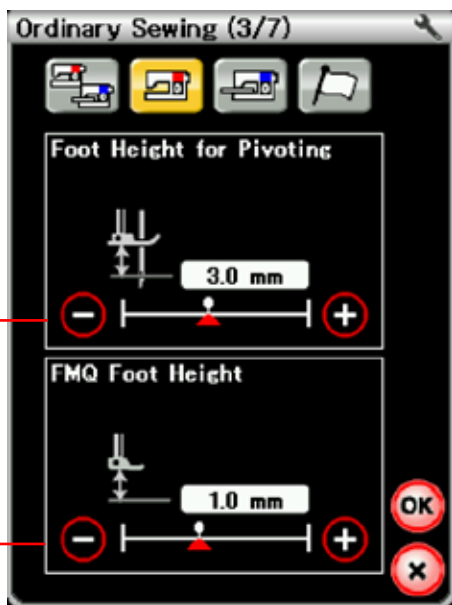 Ordinary Sewing (3/7)
Foot Height for Pivoting
3.0 mm
FMQ Foot Height
1.0 mm
OK